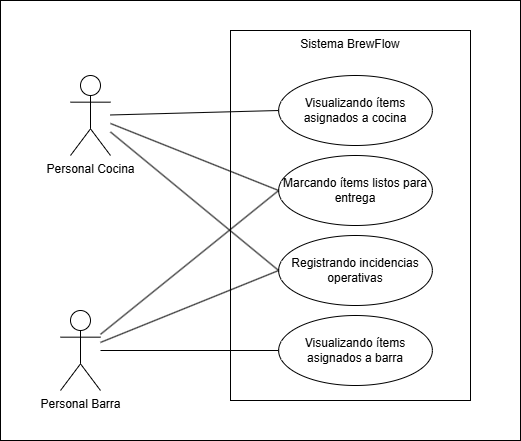 Sistema BrewFlow
Visualizando ítems
asignados a cocina
Personal Cocina
Marcando ítems listos para
entrega
Registrando incidencias
operativas
Visualizando ítems
asignados a barra
Personal Barra